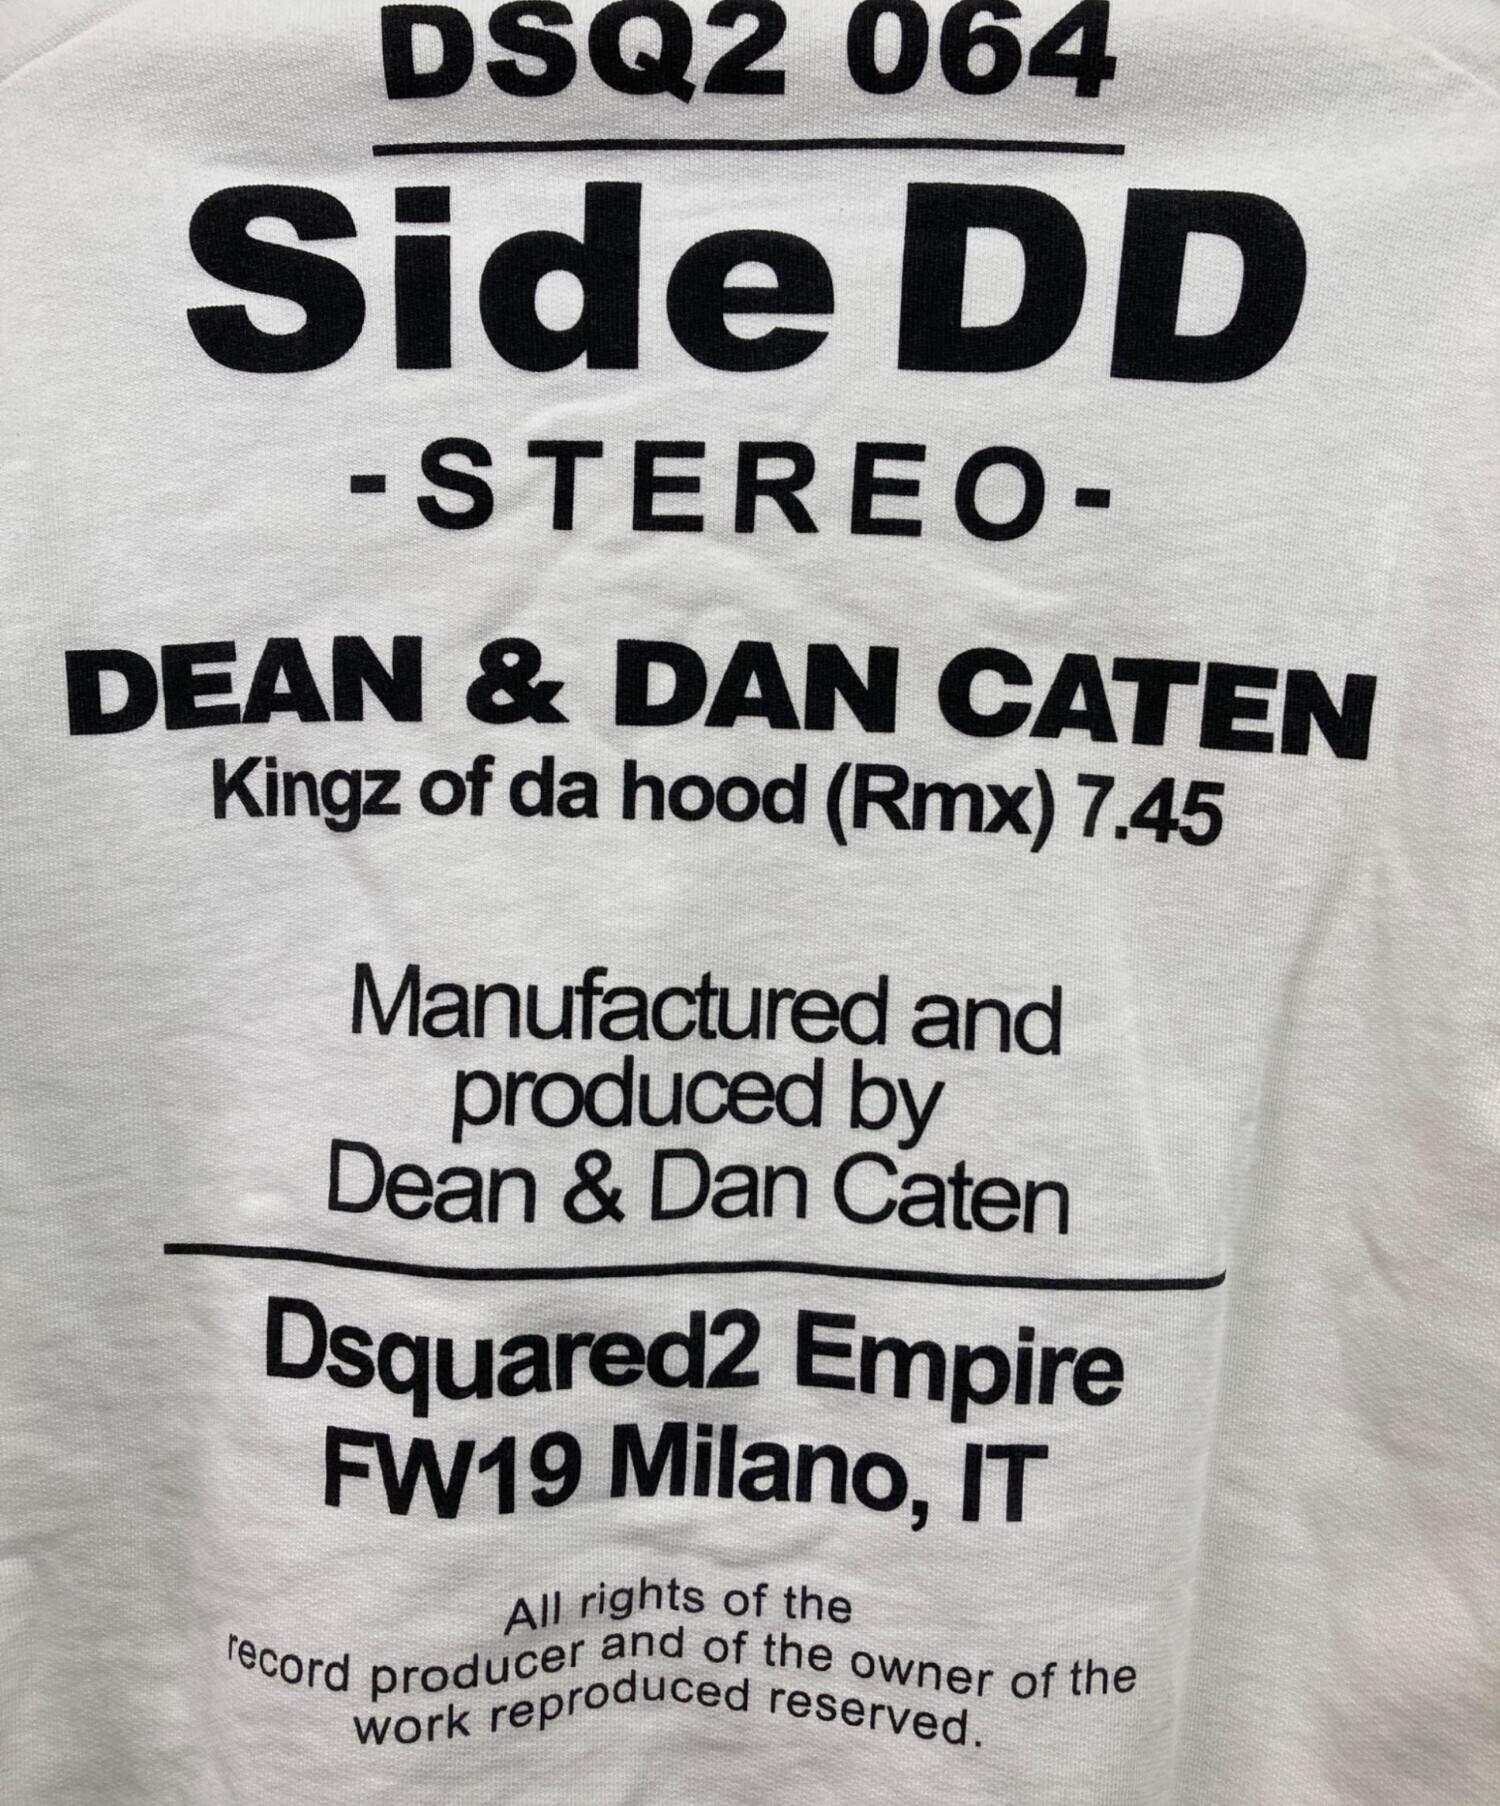 DSQ2 064
Side DD
-STEREO-
DEAN & DAN CATEN
Kingz of da hood (Rmx) 7.45
Manufactured and
produced by
Dean & Dan Caten
Dsquared2 Empire
FW19 Milano, IT
All rights of the
record producer and of the owner of the
work reproduced reserved.